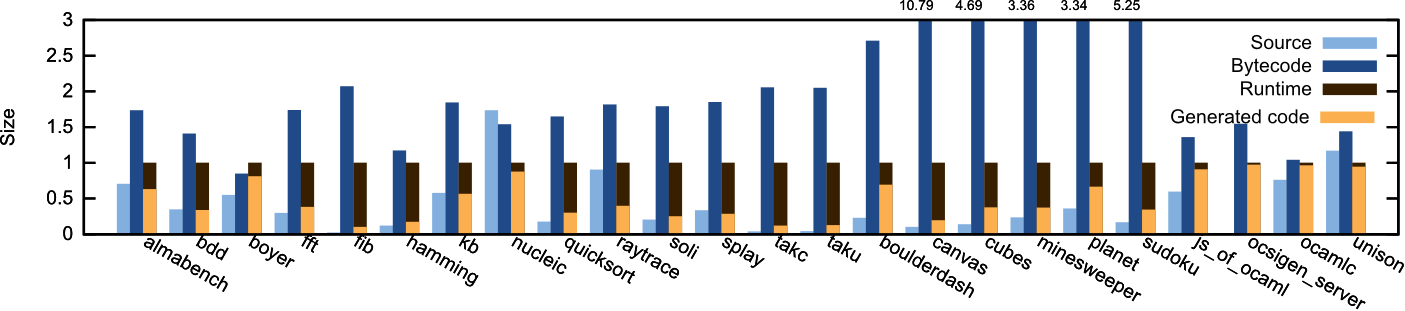 10.79 4.69 3.36 3.34 5.25
3
2.5
2
1.5
1
0.5
0
Size
Source
Bytecode
Runtime
Generated code
almabench
bdd
boyer
fft
fib
hamming
kb
nucleic
quicksort
raytrace
soli
splay
takc
taku
boulderdash
canvas
cubes
minesweeper
planet
sudoku
js_of_ocaml
ocsigen_server
ocamlc
unison